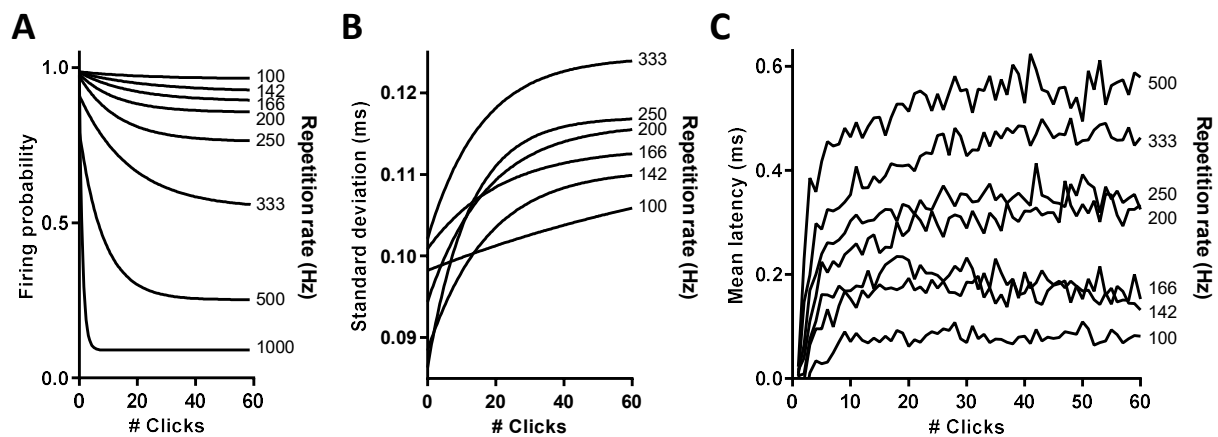 A
Firing probability
1.0
0.5
0.0
0 20 40 60
# Clicks
100
142
166
200
250
333
500
1000
Repetition rate (Hz)
B
Standard deviation (ms)
0.12
0.11
0.10
0.09
0 20 40 60
# Clicks
333
250
200
166
142
100
Repetition rate (Hz)
C
Mean latency (ms)
0.6
0.4
0.2
0.0
0 10 20 30 40 50 60
# Clicks
500
333
250
200
166
142
100
Repetition rate (Hz)